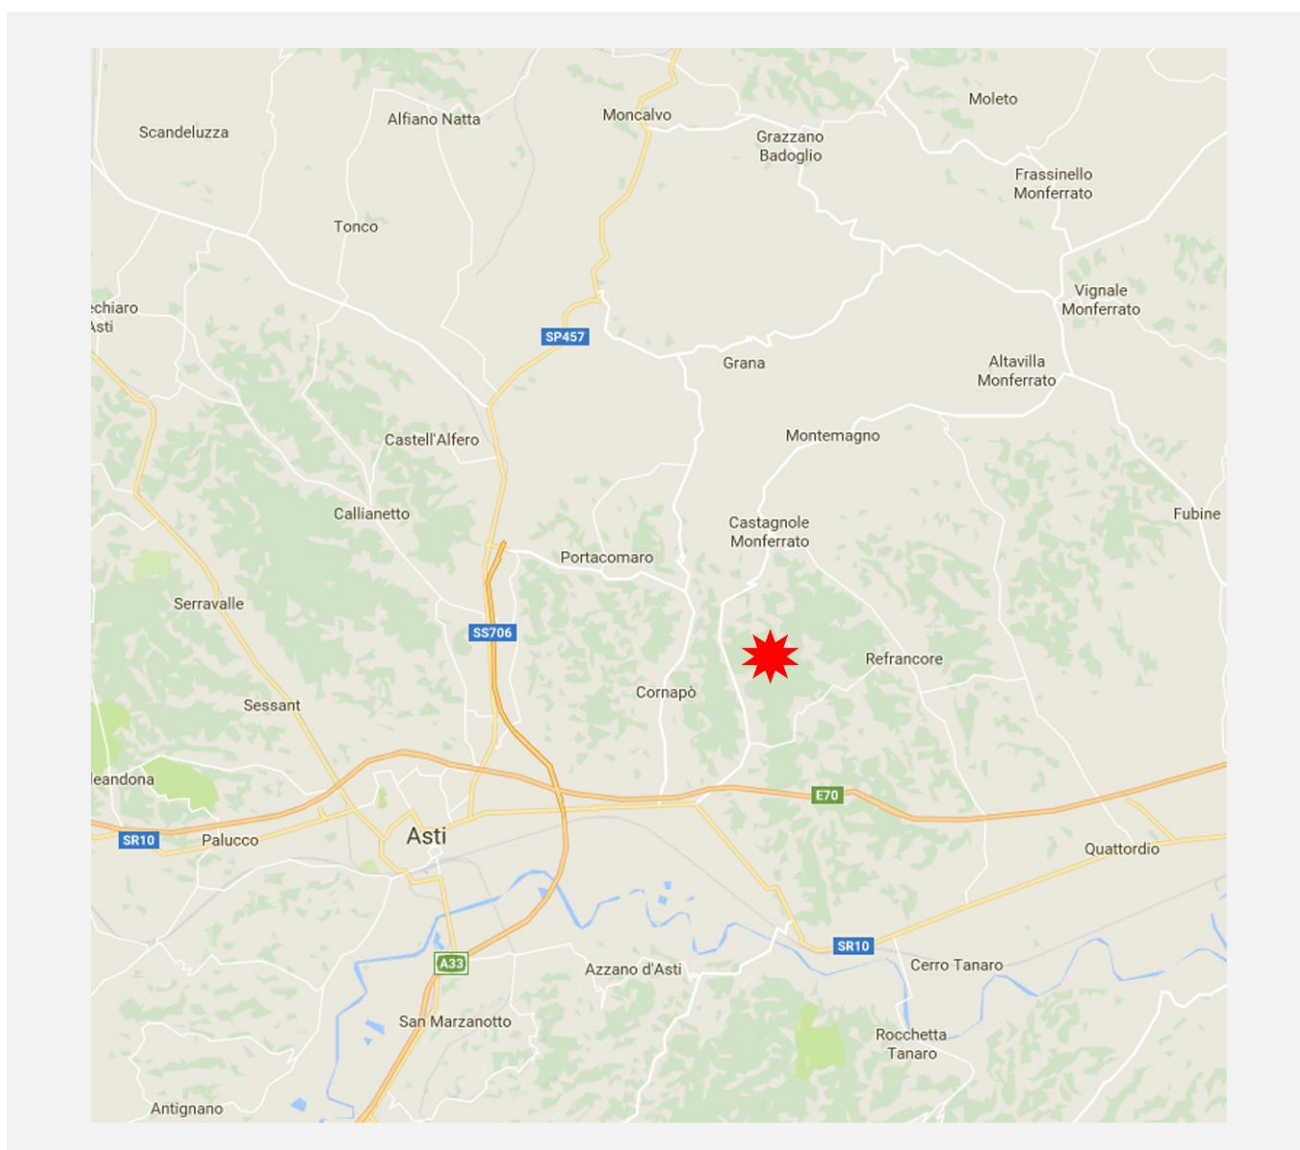 Moleto
Alfiano Natta
Moncalvo
Scandeluzza
Grazzano
Badoglio
Frassinello
Monferrato
Tonco
echiaro
Asti
Vignale
Monferrato
SP457
Grana
Altavilla
Monferrato
Castell'Alfero
Montemagno
Callianetto
Castagnole
Monferrato
Fubine
Portacomaro
Serravalle
SS706
Refrancore
Cornapò
Sessant
leandona
E70
SR10
Palucco
Asti
Quattordio
SR10
A33
Azzano d'Asti
Cerro Tanaro
San Marzanotto
Rocchetta
Tanaro
Antignano